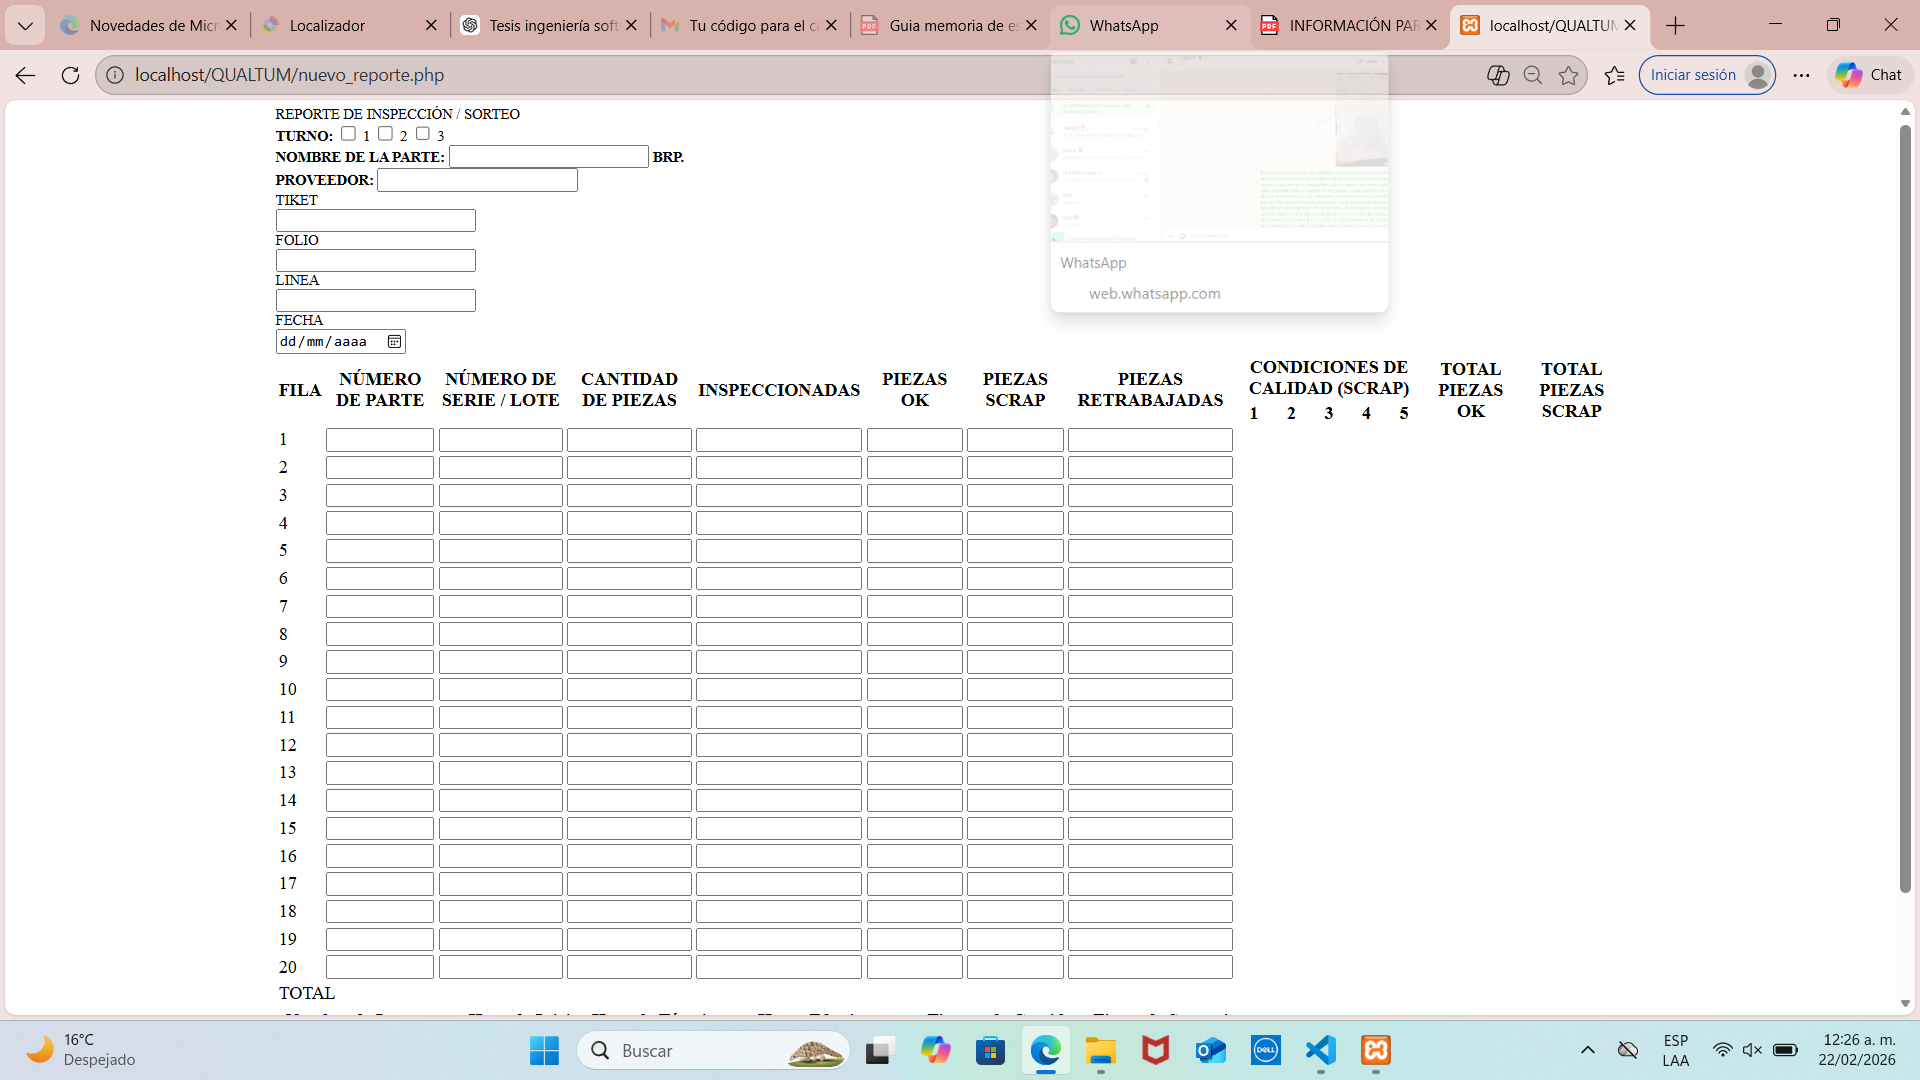 Novedades de Micr
Localizador
Tesis ingeniería soft
Tu código para el ca
Guia memoria de es
WhatsApp
INFORMACIÓN PAR
localhost/QUALTUM
localhost/QUALTUM/nuevo_reporte.php
Iniciar sesión
Chat
REPORTE DE INSPECCIÓN / SORTEO
TURNO: 1 2 3
NOMBRE DE LA PARTE: BRP.
PROVEEDOR:
TIKET
FOLIO
LINEA
FECHA
dd/mm/aaaa
WhatsApp
web.whatsapp.com
FILA
NÚMERO DE PARTE
NÚMERO DE SERIE / LOTE
CANTIDAD DE PIEZAS
INSPECCIONADAS
PIEZAS OK
PIEZAS SCRAP
PIEZAS RETRABAJADAS
CONDICIONES DE CALIDAD (SCRAP)
1 2 3 4 5
TOTAL PIEZAS OK
TOTAL PIEZAS SCRAP
1
2
3
4
5
6
7
8
9
10
11
12
13
14
15
16
17
18
19
20
TOTAL
16°C
Despejado
Buscar
DELL
ESP
LAA
12:26 a. m.
22/02/2026